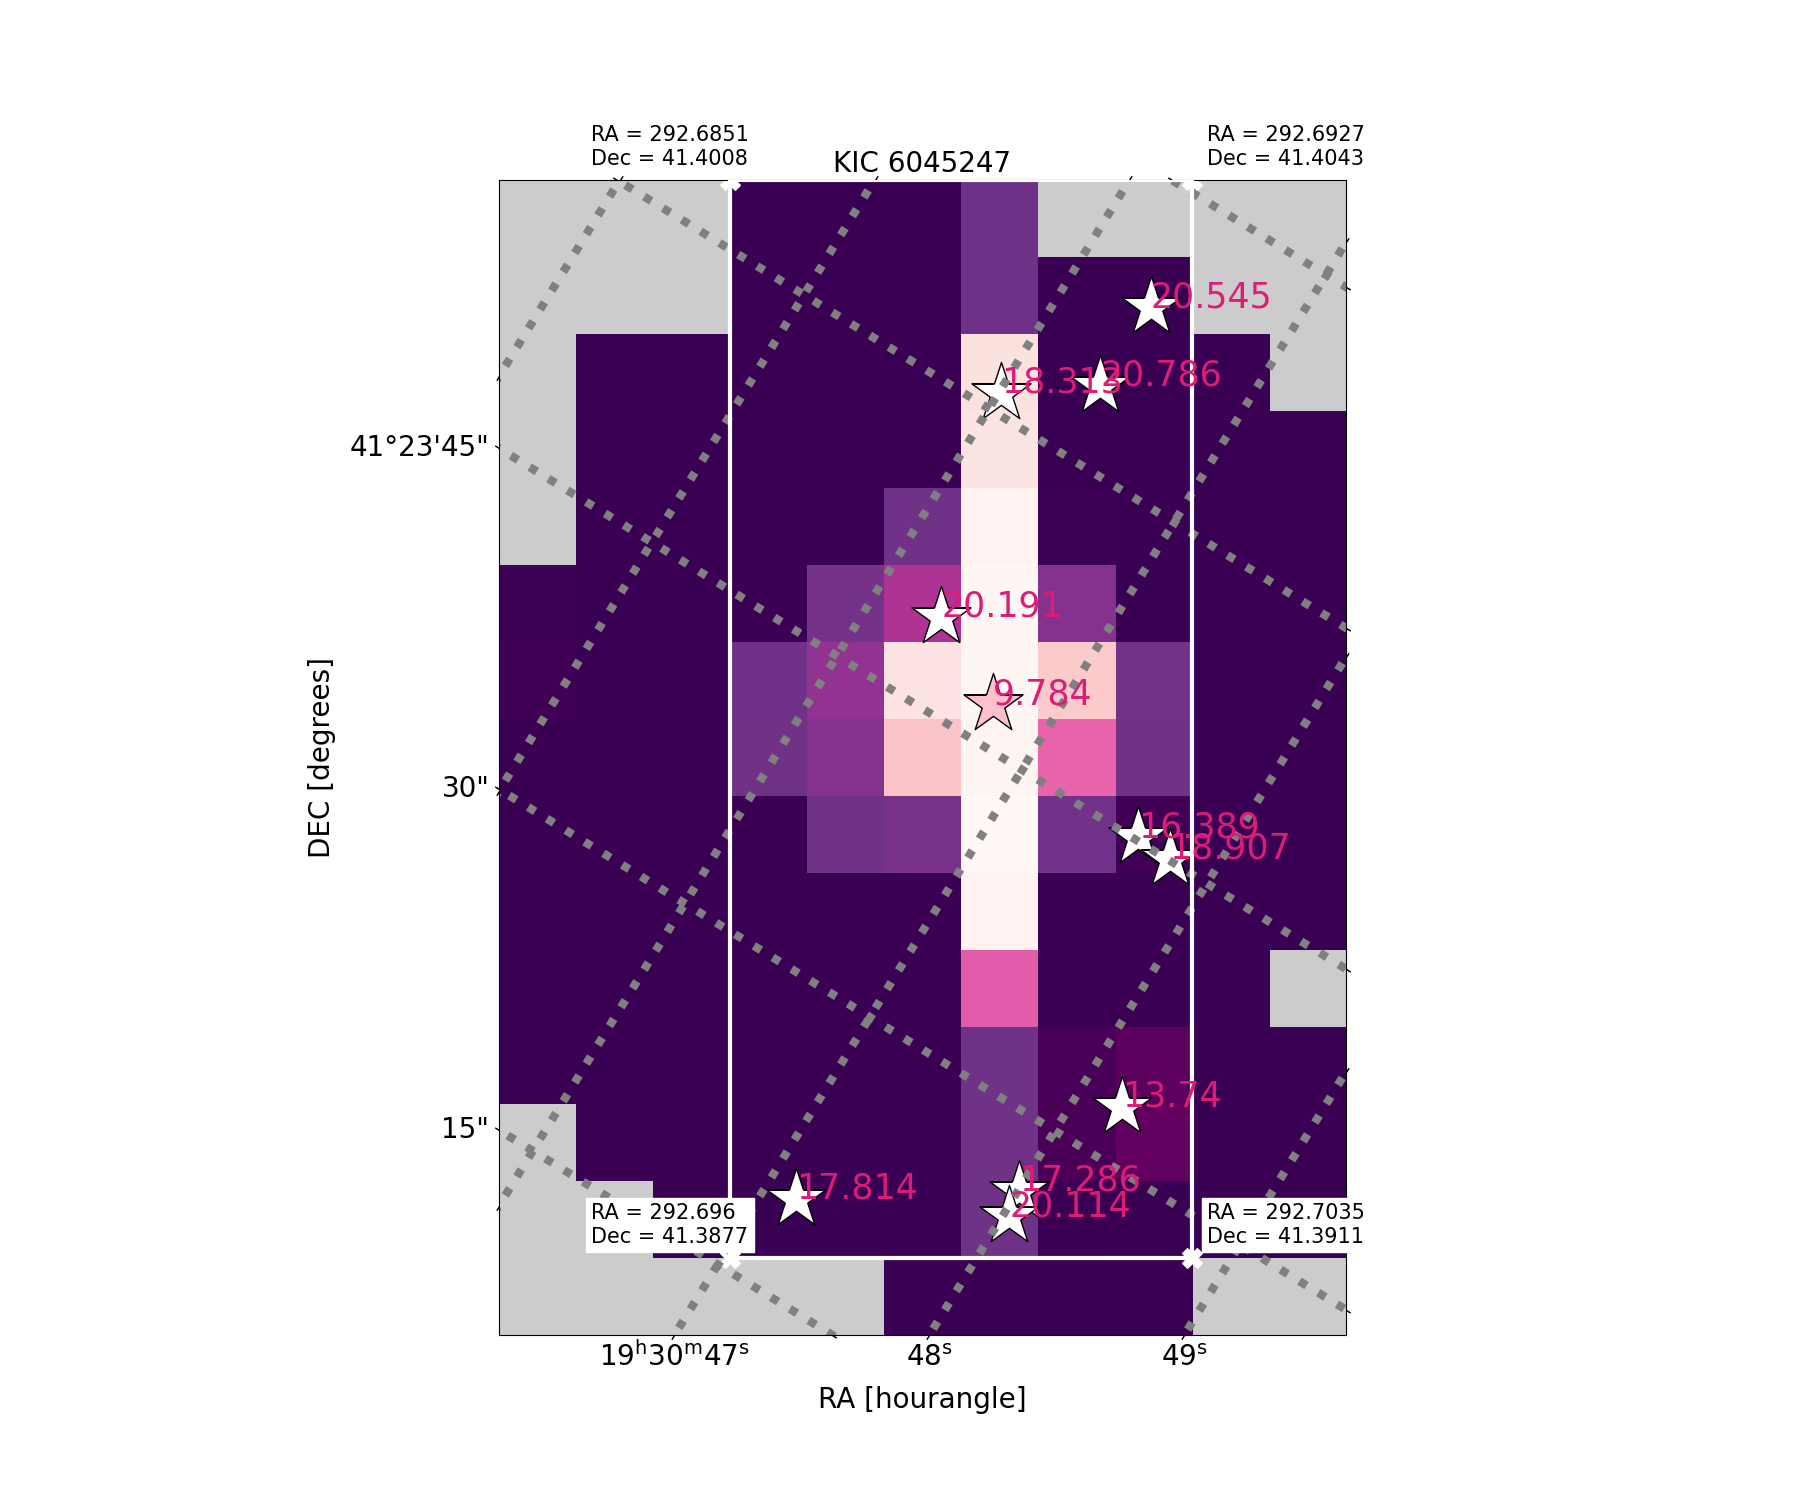 RA = 292.6851
Dec = 41.4008
RA = 292.6927
Dec = 41.4043
KIC 6045247
20.545
18.313
20.786
41°23'45"
20.191
9.784
DEC [degrees]
30"
16.389
18.907
13.74
15"
17.286
17.814
20.114
RA = 292.696
Dec = 41.3877
RA = 292.7035
Dec = 41.3911
19h30m47s
48s
49s
RA [hourangle]